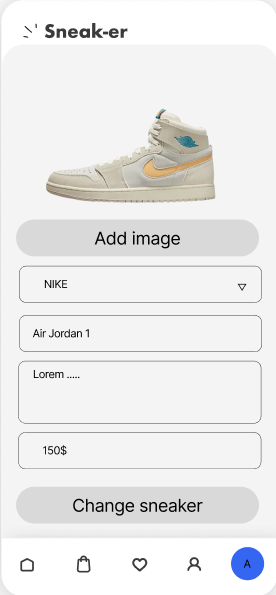 Sneak-er
Add image
NIKE
Air Jordan 1
Lorem .....
150$
Change sneaker
A